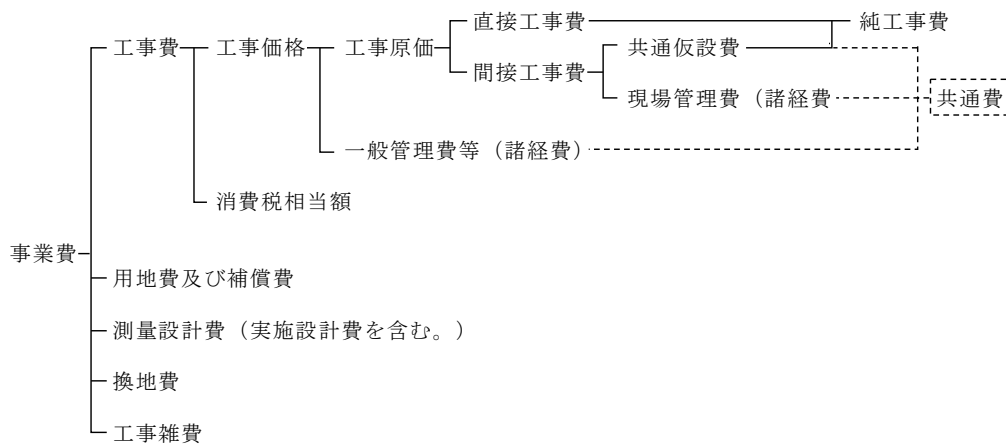 直接工事費
純工事費
工事費
工事価格
工事原価
共通仮設費
間接工事費
現場管理費（諸経費
共通費
一般管理費等（諸経費）
消費税相当額
事業費
用地費及び補償費
測量設計費（実施設計費を含む。）
換地費
工事雑費